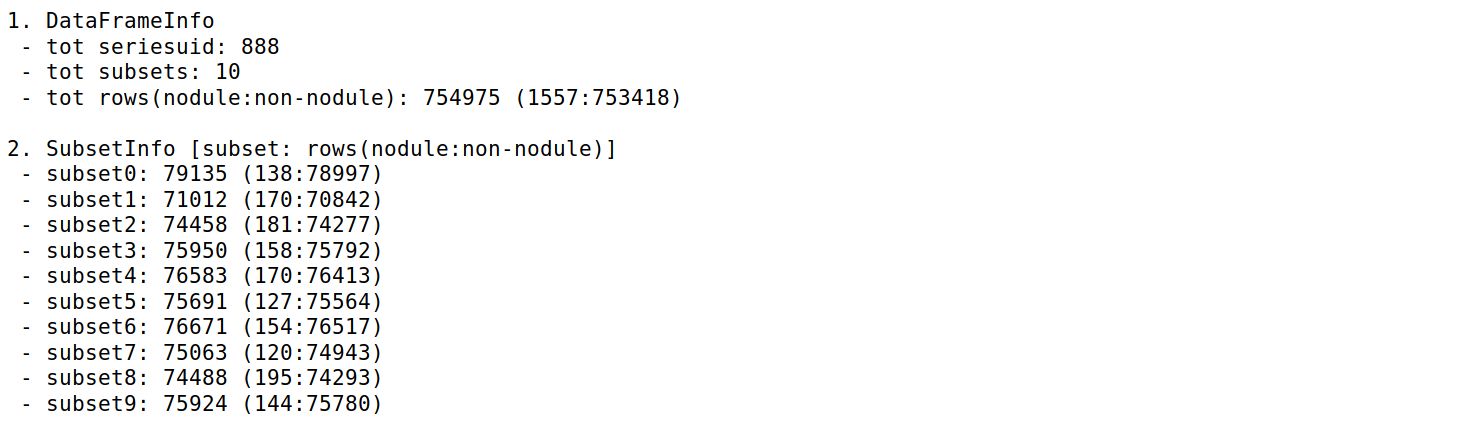 1. DataFrameInfo
- tot seriesuid: 888
- tot subsets: 10
- tot rows(nodule:non-nodule): 754975 (1557:753418)
2. SubsetInfo [subset: rows(nodule:non-nodule)]
- subset0: 79135 (138:78997)
- subset1: 71012 (170:70842)
- subset2: 74458 (181:74277)
- subset3: 75950 (158:75792)
- subset4: 76583 (170:76413)
- subset5: 75691 (127:75564)
- subset6: 76671 (154:76517)
- subset7: 75063 (120:74943)
- subset8: 74488 (195:74293)
- subset9: 75924 (144:75780)